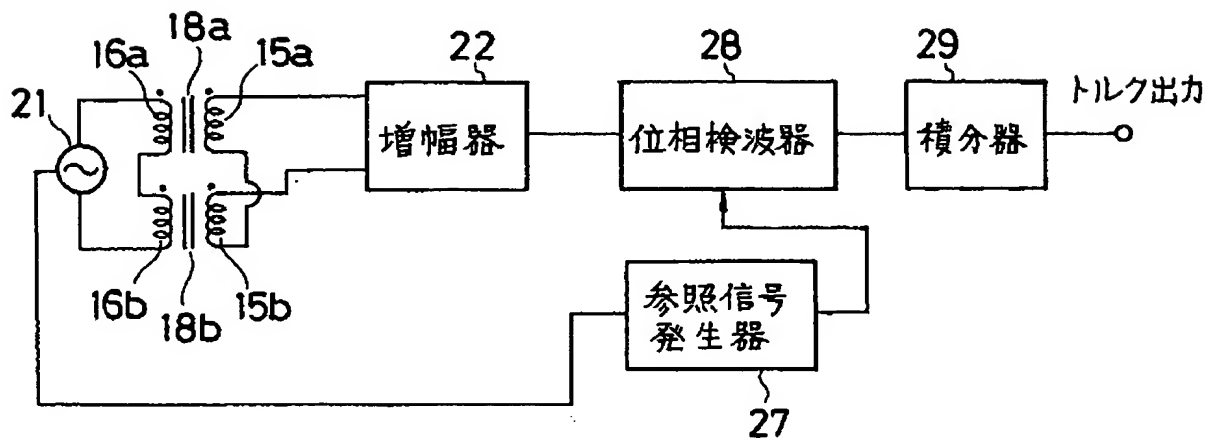 18a
16a
15a
22
28
29
21
トルク出力
増幅器
位相検波器
積分器
16b
18b
15b
参照信号
発生器
27